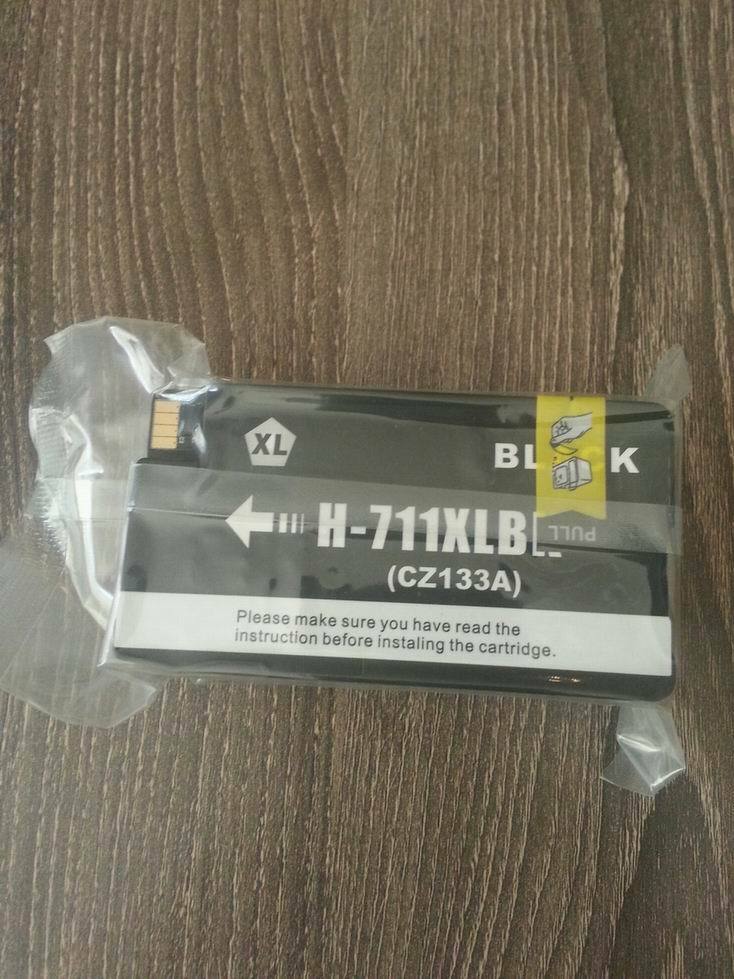 XL
BL K
H-711XLB
(CZ133A)
PULL
Please make sure you have read the
instruction before instaling the cartridge.